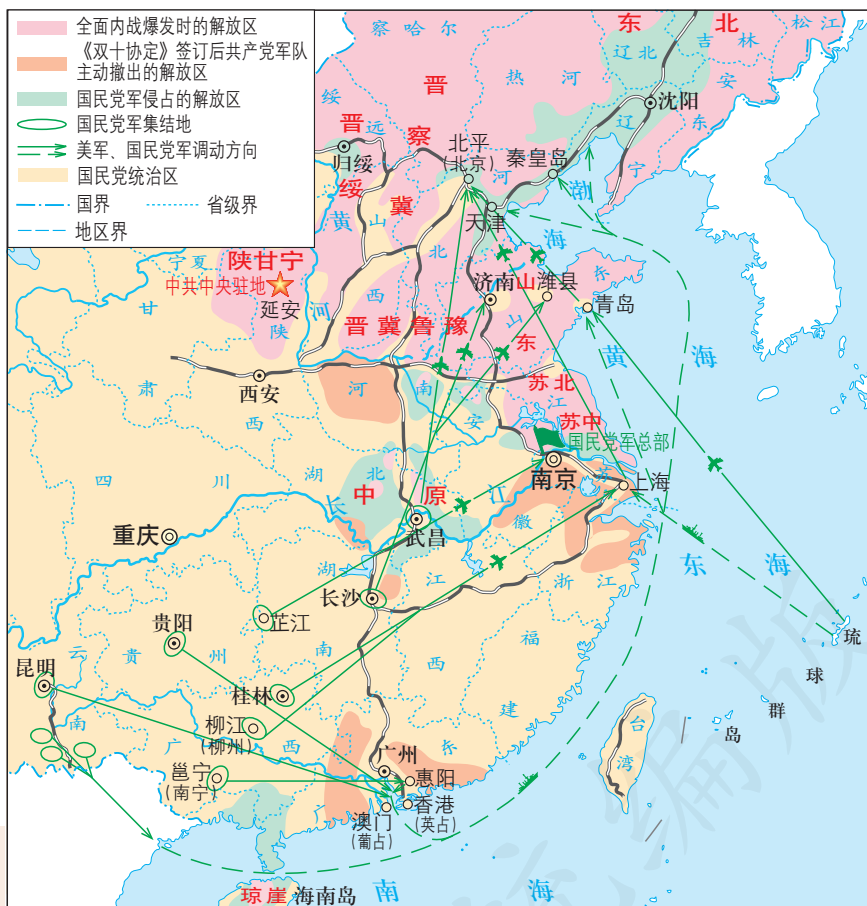 全面内战爆发时的解放区
《双十协定》签订后共产党军队
主动撤出的解放区
国民党军侵占的解放区
国民党军集结地
美军、国民党军调动方向
国民党统治区
国界
省级界
地区界
察哈尔
东北
辽北
吉林
松江
热河
安东
辽宁
沈阳
绥远
归绥
晋察冀
晋绥
北平
(北京)
河北
秦皇岛
天津
渤海
宁夏
陕甘宁
中共中央驻地
延安
黄河
山西
甘肃
陕西
济南
山东
潍县
山东
青岛
晋冀鲁豫
黄海
西安
河南
苏北
苏中
江苏
安徽
国民党军总部
南京
上海
四川
湖北
中原
长江
武昌
重庆
湖南
长沙
江西
浙江
东海
贵阳
芷江
贵州
昆明
云南
桂林
福建
柳江
(柳州)
广西
广东
邕宁
(南宁)
广州
惠阳
香港
(英占)
澳门
(葡占)
台湾
琉球群岛
琼崖
海南岛
南海
统编版